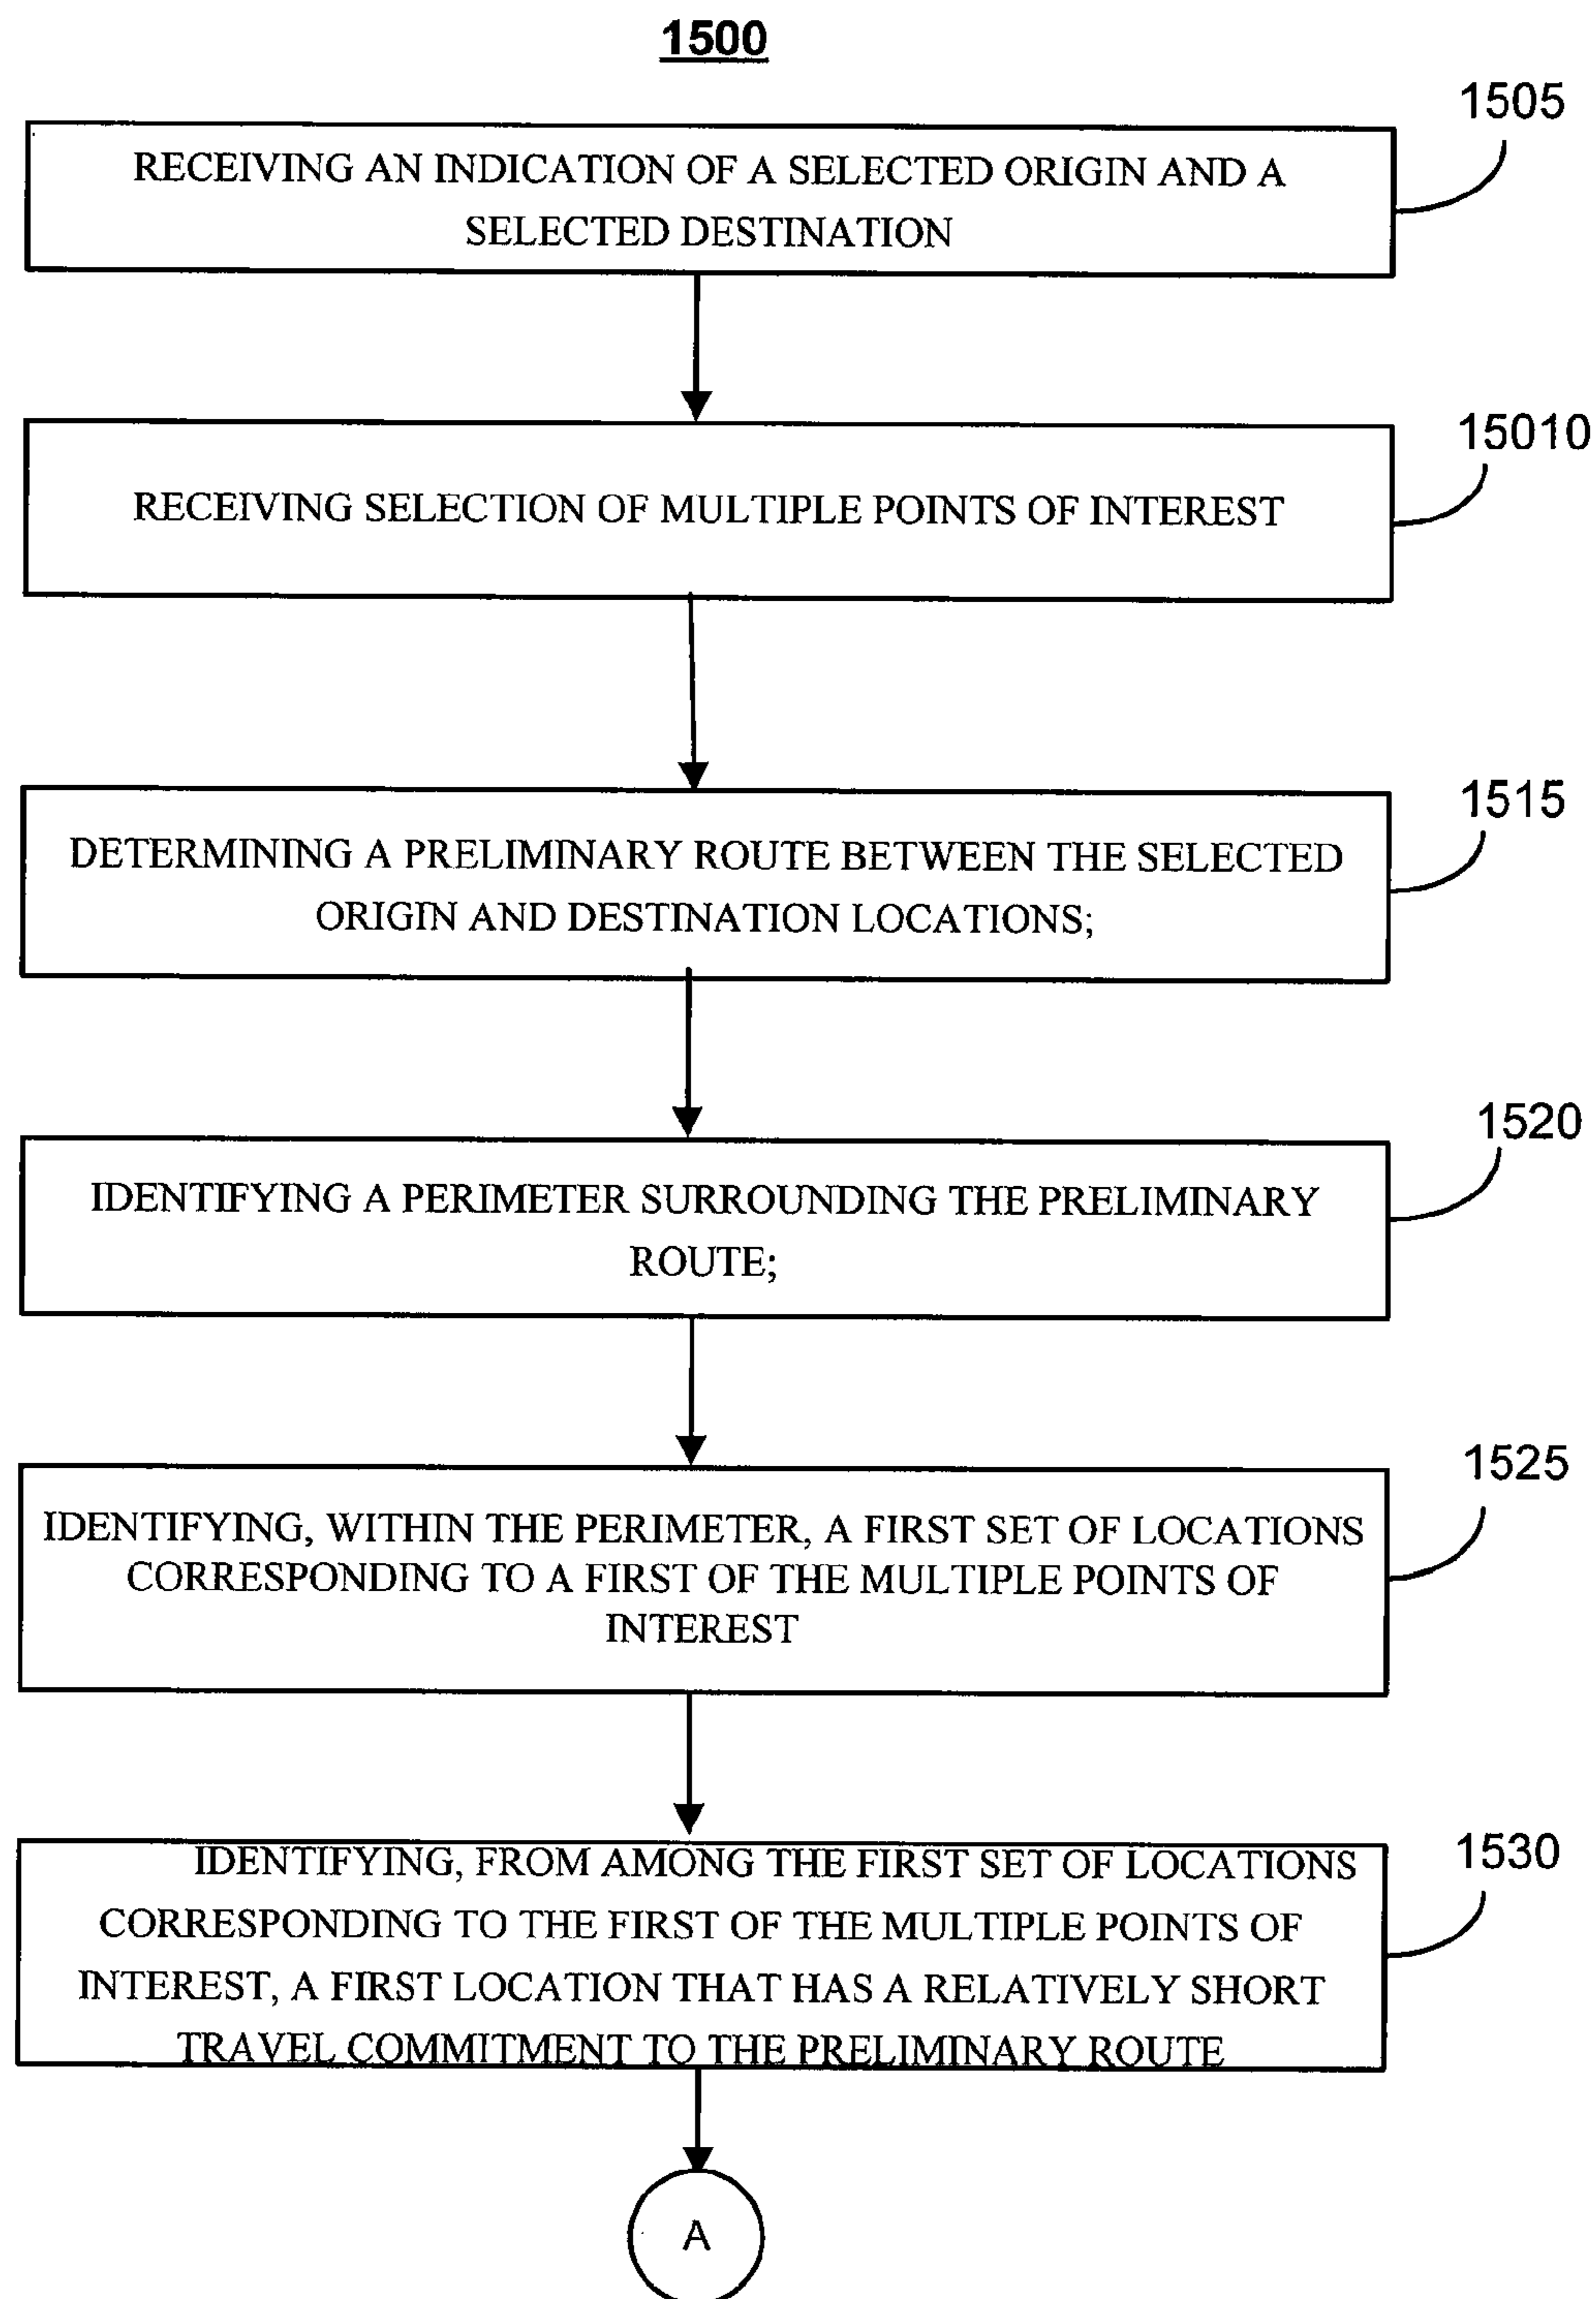 1500
1505
RECEIVING AN INDICATION OF A SELECTED ORIGIN AND A
SELECTED DESTINATION
15010
RECEIVING SELECTION OF MULTIPLE POINTS OF INTEREST
1515
DETERMINING A PRELIMINARY ROUTE BETWEEN THE SELECTED
ORIGIN AND DESTINATION LOCATIONS;
1520
IDENTIFYING A PERIMETER SURROUNDING THE PRELIMINARY
ROUTE;
1525
IDENTIFYING, WITHIN THE PERIMETER, A FIRST SET OF LOCATIONS
CORRESPONDING TO A FIRST OF THE MULTIPLE POINTS OF
INTEREST
1530
IDENTIFYING, FROM AMONG THE FIRST SET OF LOCATIONS
CORRESPONDING TO THE FIRST OF THE MULTIPLE POINTS OF
INTEREST, A FIRST LOCATION THAT HAS A RELATIVELY SHORT
TRAVEL COMMITMENT TO THE PRELIMINARY ROUTE
A